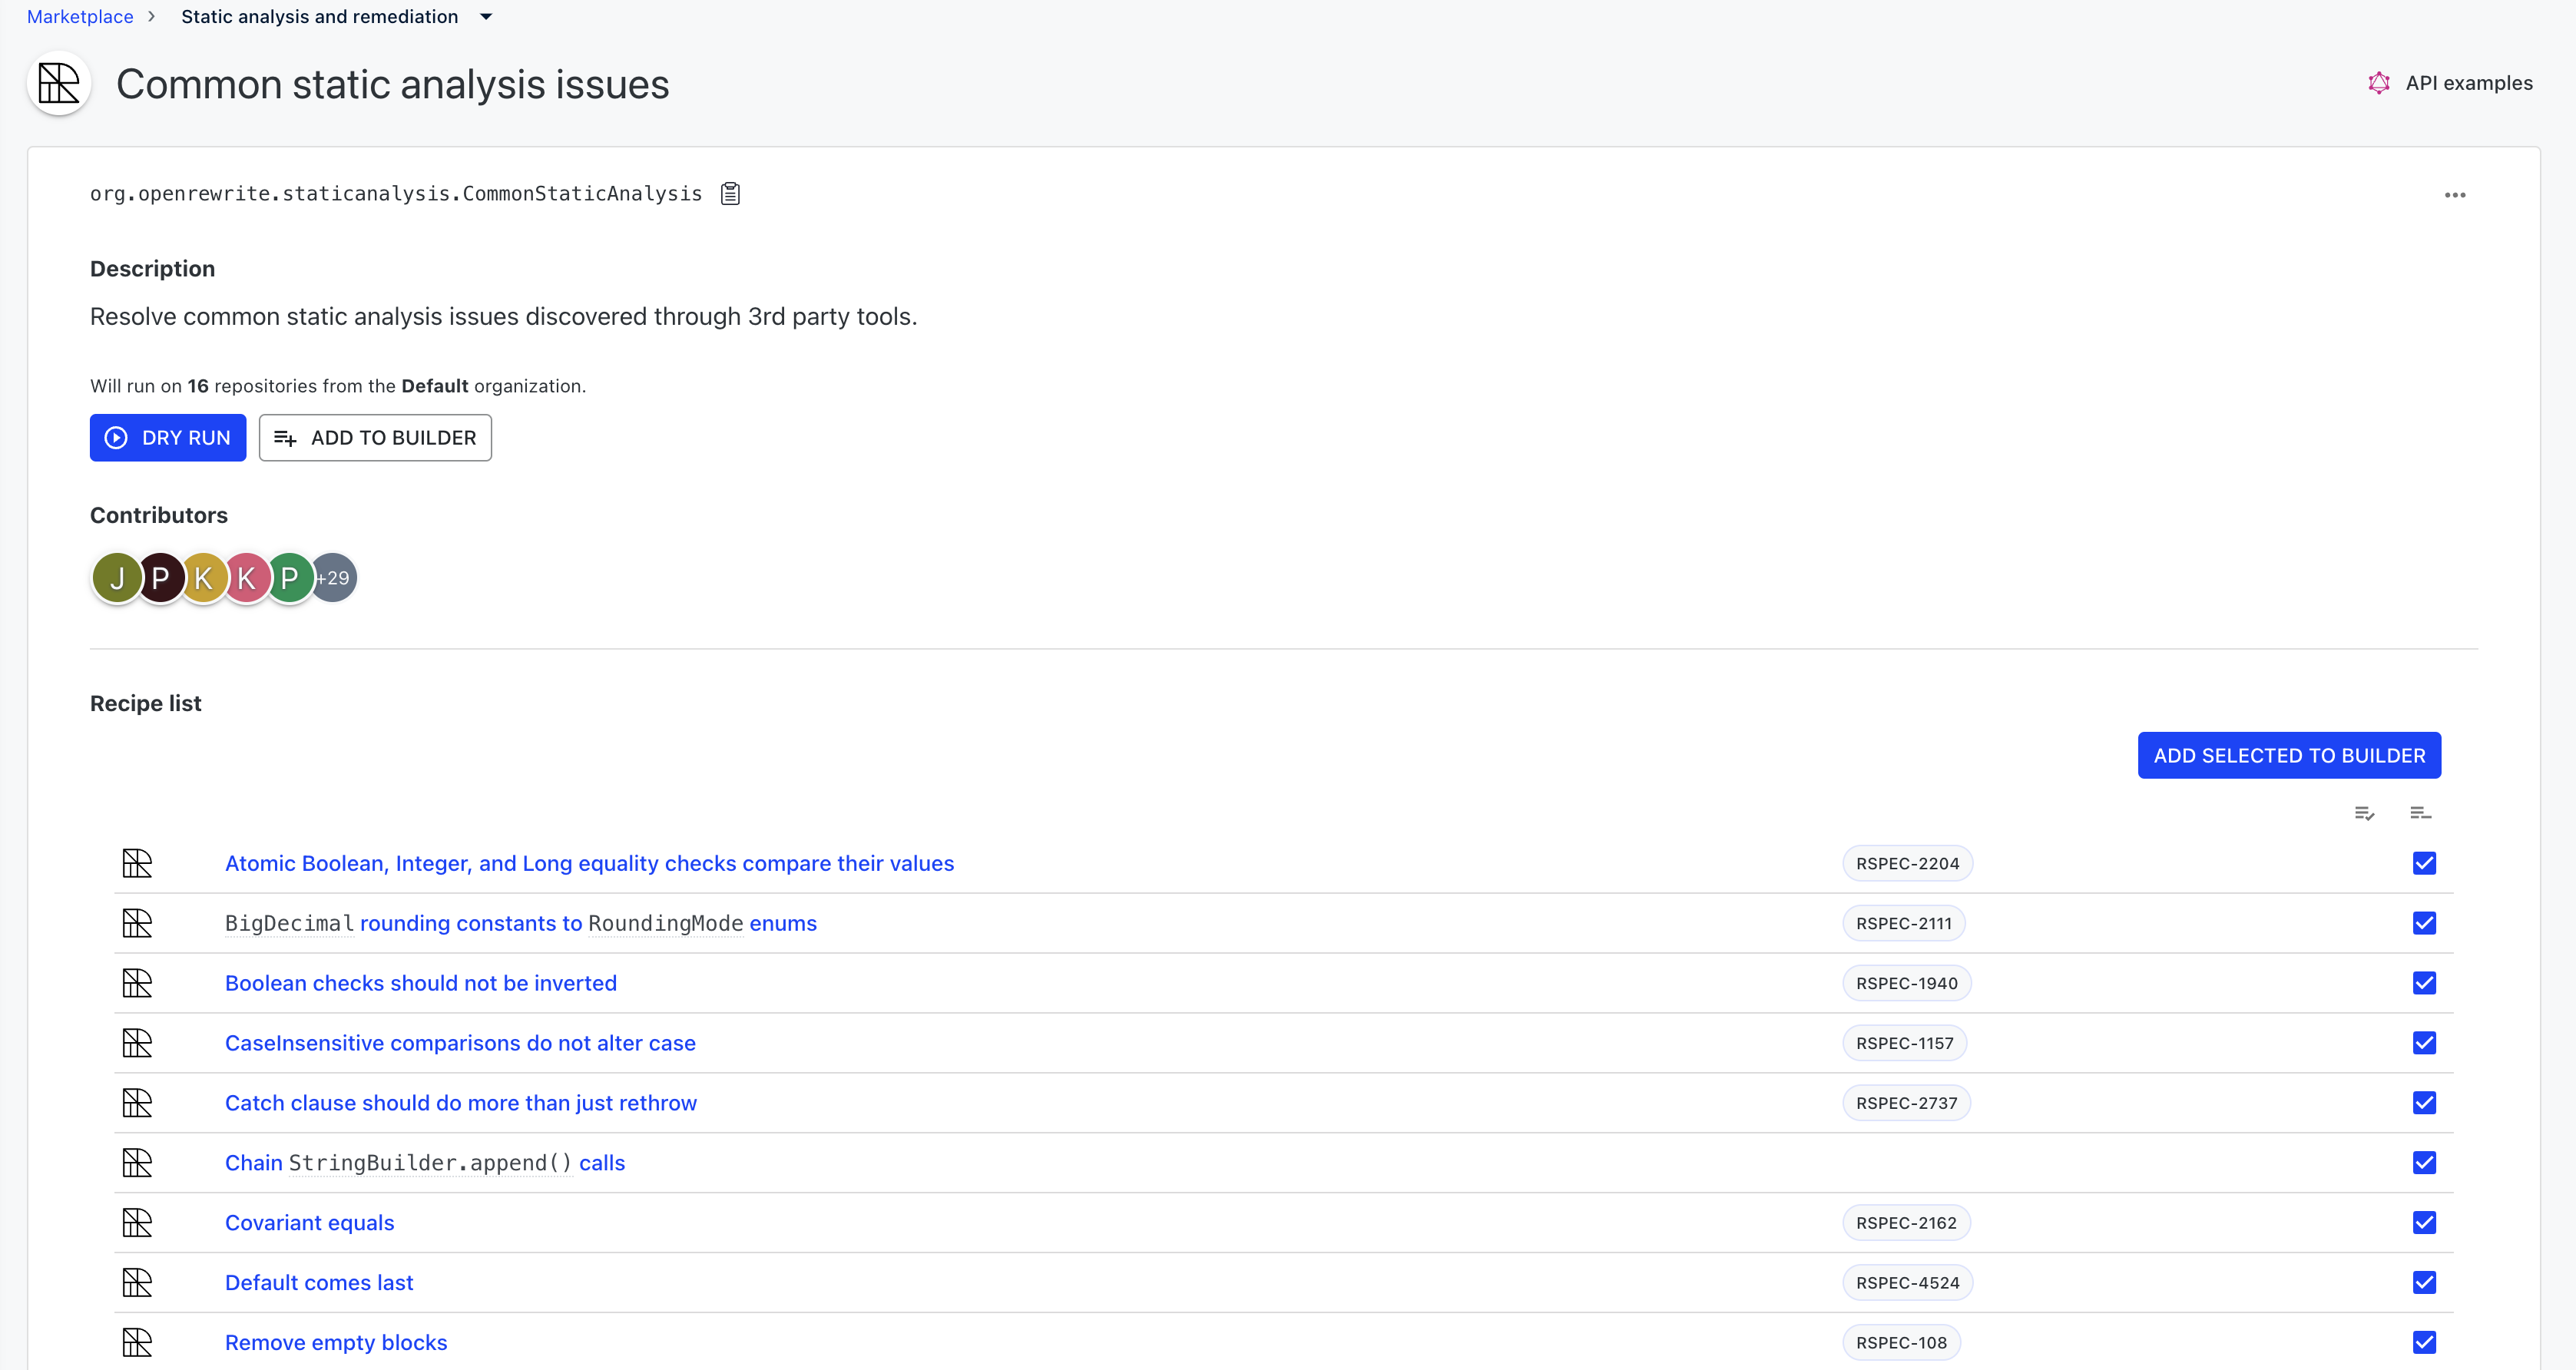 Marketplace > Static analysis and remediation
Common static analysis issues
API examples
org.openrewrite.staticanalysis.CommonStaticAnalysis
Description
Resolve common static analysis issues discovered through 3rd party tools.
Will run on 16 repositories from the Default organization.
DRY RUN
ADD TO BUILDER
Contributors
J P K K P +29
Recipe list
ADD SELECTED TO BUILDER
Atomic Boolean, Integer, and Long equality checks compare their values RSPEC-2204
BigDecimal rounding constants to RoundingMode enums RSPEC-2111
Boolean checks should not be inverted RSPEC-1940
CaseInsensitive comparisons do not alter case RSPEC-1157
Catch clause should do more than just rethrow RSPEC-2737
Chain StringBuilder.append() calls
Covariant equals RSPEC-2162
Default comes last RSPEC-4524
Remove empty blocks RSPEC-108